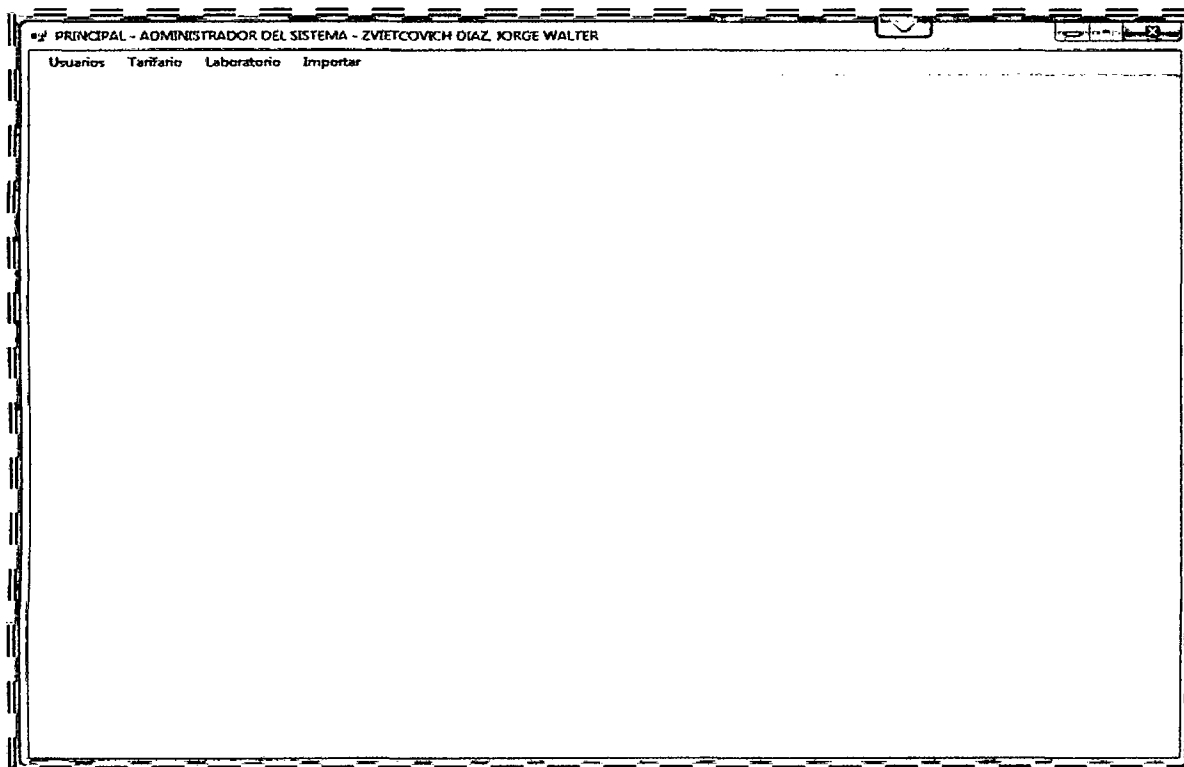 PRINCIPAL - ADMINISTRADOR DEL SISTEMA - ZVIETCOVICH DIAZ, JORGE WALTER
Usuarios Tarifario Laboratorio Importar